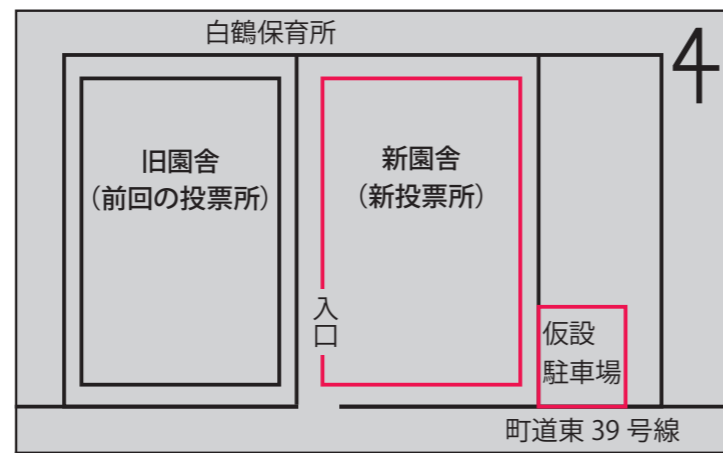 白鶴保育所
4
旧園舎
（前回の投票所）
新園舎
（新投票所）
入口
仮設
駐車場
町道東 39 号線